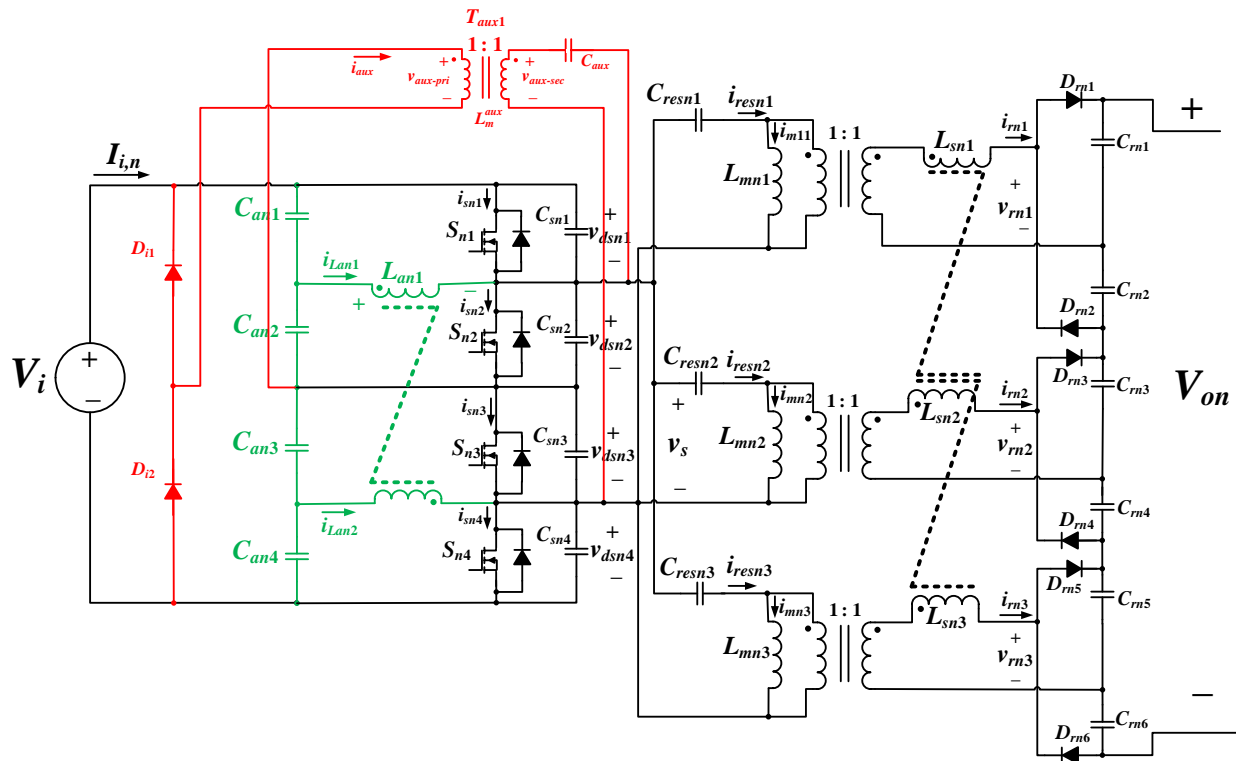 T_aux1
1 : 1
i_aux
+
v_aux-pri
−
+
v_aux-sec
−
C_aux
L_m^aux
I_i,n
V_i
+
−
D_i1
D_i2
C_an1
C_an2
C_an3
C_an4
i_Lan1
L_an1
+
−
i_Lan2
i_sn1
S_n1
C_sn1
+
v_dsn1
−
i_sn2
S_n2
C_sn2
+
v_dsn2
−
i_sn3
S_n3
C_sn3
+
v_dsn3
−
i_sn4
S_n4
C_sn4
+
v_dsn4
−
C_resn1
i_resn1
i_m11
L_mn1
1 : 1
L_sn1
i_rn1
+
v_rn1
−
D_rn1
C_rn1
C_rn2
D_rn2
C_resn2
i_resn2
+
v_s
−
i_mn2
L_mn2
1 : 1
L_sn2
i_rn2
+
v_rn2
−
D_rn3
C_rn3
C_rn4
D_rn4
C_resn3
i_resn3
i_mn3
L_mn3
1 : 1
L_sn3
i_rn3
+
v_rn3
−
D_rn5
C_rn5
C_rn6
D_rn6
+
V_on
−